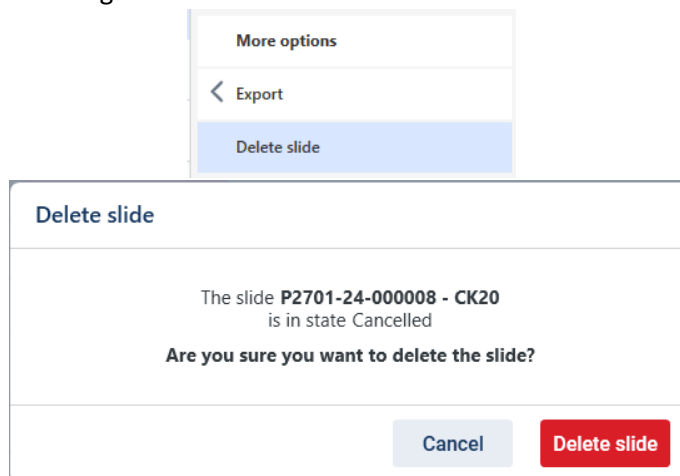 More options
Export
Delete slide
Delete slide
The slide P2701-24-000008 - CK20
is in state Cancelled
Are you sure you want to delete the slide?
Cancel
Delete slide